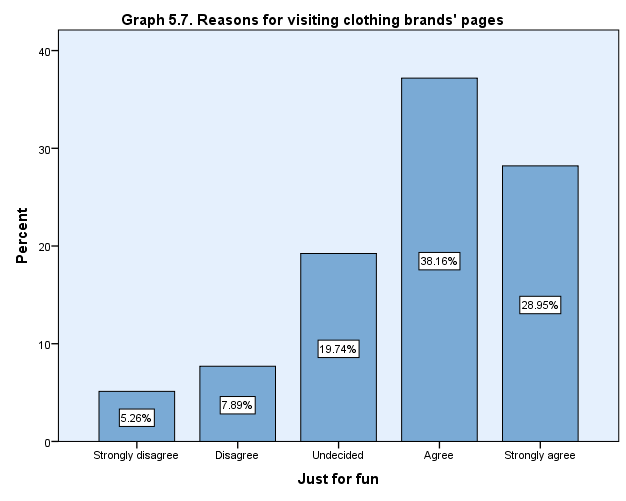 Graph 5.7. Reasons for visiting clothing brands' pages
Percent
40
30
20
10
0
5.26%
7.89%
19.74%
38.16%
28.95%
Strongly disagree
Disagree
Undecided
Agree
Strongly agree
Just for fun